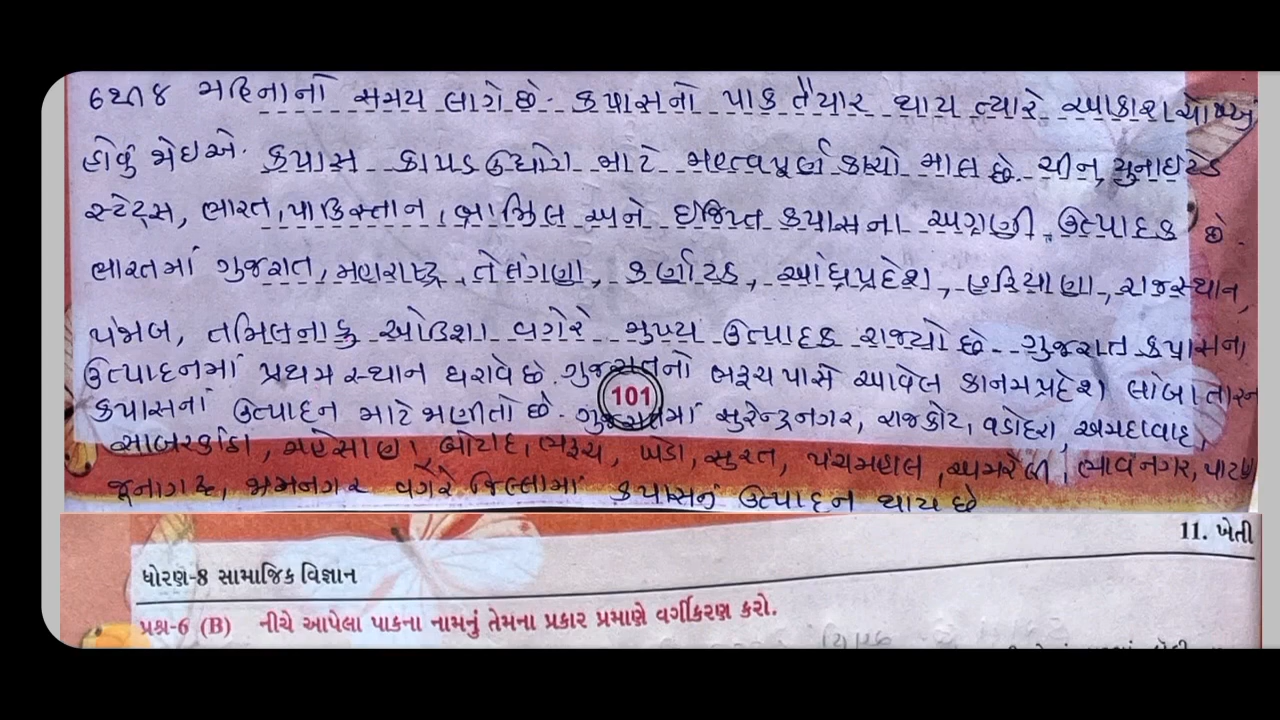 6થી 8 મહિનાનો સમય લાગે છે. કપાસનો પાક તૈયાર થાય ત્યારે આકાશ ચોખ્ખું
હોવું જોઇએ. કપાસ કાપડ ઉદ્યોગ માટે મહત્વપૂર્ણ કાચો માલ છે. ચીન, યુનાઇટેડ
સ્ટેટ્સ, ભારત, પાકિસ્તાન, બ્રાઝિલ અને ઇજિપ્ત કપાસના અગ્રણી ઉત્પાદક છે.
ભારતમાં ગુજરાત, મહારાષ્ટ્ર, તેલંગણા, કર્ણાટક, આંધ્રપ્રદેશ, હરિયાણા, રાજસ્થાન,
પંજાબ, તમિલનાડુ ઓડિશા વગેરે મુખ્ય ઉત્પાદક રાજ્યો છે. ગુજરાત કપાસના
ઉત્પાદનમાં પ્રથમ સ્થાન ધરાવે છે. ગુજરાતનો ભરૂચ પાસે આવેલ કાનમપ્રદેશ લાંબા તારના
101
કપાસનાં ઉત્પાદન માટે જાણીતો છે. ગુજરાતમાં સુરેન્દ્રનગર, રાજકોટ, વડોદરા, અમદાવાદ,
સાબરકાંઠા, મહેસાણા, બોટાદ, ભરૂચ, ખેડા, સુરત, પંચમહાલ, અમરેલી, ભાવનગર, પાટણ
જૂનાગઢ, જામનગર વગેરે જિલ્લામાં કપાસનું ઉત્પાદન થાય છે
11. ખેતી
ધોરણ-8 સામાજિક વિજ્ઞાન
પ્રશ્ન-6 (B) નીચે આપેલા પાકના નામનું તેમના પ્રકાર પ્રમાણે વર્ગીકરણ કરો.